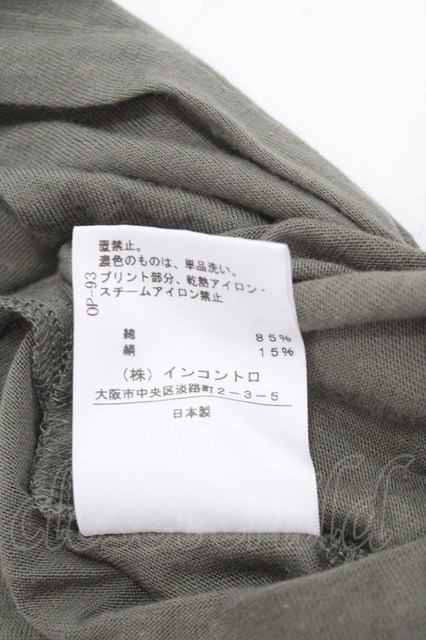 直禁止。
濃色のものは、単品洗い。
プリント部分、乾熱アイロン・
スチームアイロン禁止
OP-93
綿 85%
絹 15%
（株）インコントロ
大阪市中央区淡路町2-3-5
日本製
closet child